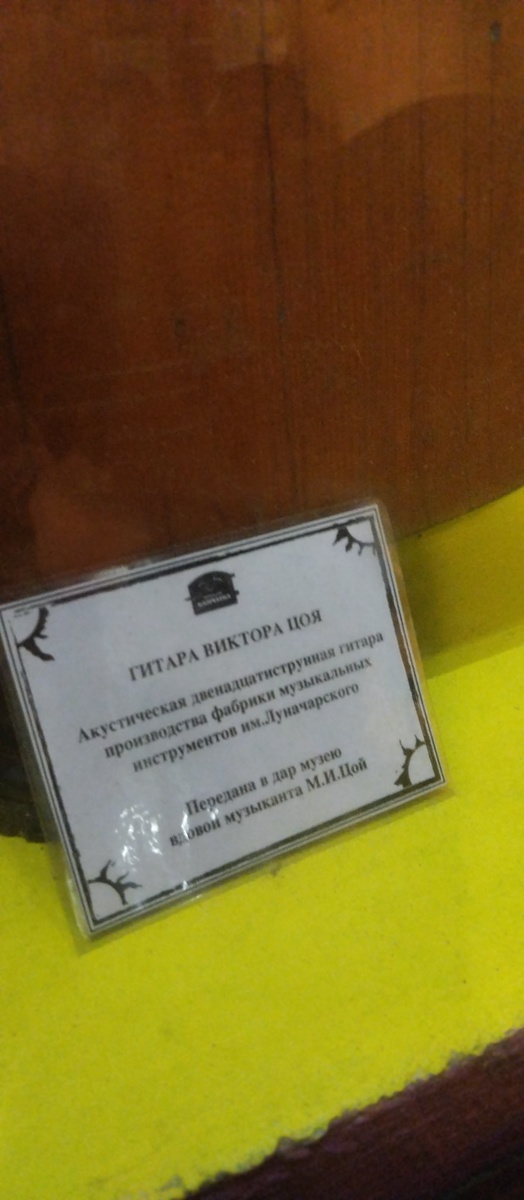 ГИТАРА ВИКТОРА ЦОЯ
Акустическая двенадцатиструнная гитара
производства фабрики музыкальных
инструментов им.Луначарского
Передана в дар музею
вдовой музыканта М.И.Цой